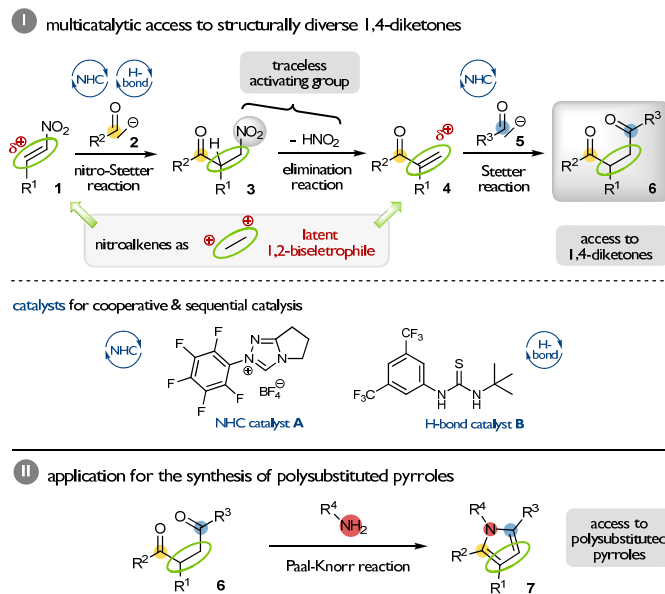 I multicatalytic access to structurally diverse 1,4-diketones
NHC
H-bond
traceless
activating group
NHC
δ⊕
NO2
R1
1
R2
O
⊖
2
nitro-Stetter
reaction
R2
O
H
NO2
R1
3
- HNO2
elimination
reaction
R2
O
δ⊕
R1
4
R3
O
⊖
5
Stetter
reaction
R2
O
O
R3
R1
6
nitroalkenes as
⊕
⊕
latent
1,2-biseletrophile
access to
1,4-diketones
catalysts for cooperative & sequential catalysis
NHC
F
F
F
F
F
N
N
N
⊕
BF4⊖
NHC catalyst A
CF3
CF3
S
N
H
N
H
H-bond
H-bond catalyst B
II application for the synthesis of polysubstituted pyrroles
O
R3
O
R2
R1
6
R4
NH2
Paal-Knorr reaction
R4
N
R3
R2
R1
7
access to
polysubstituted
pyrroles